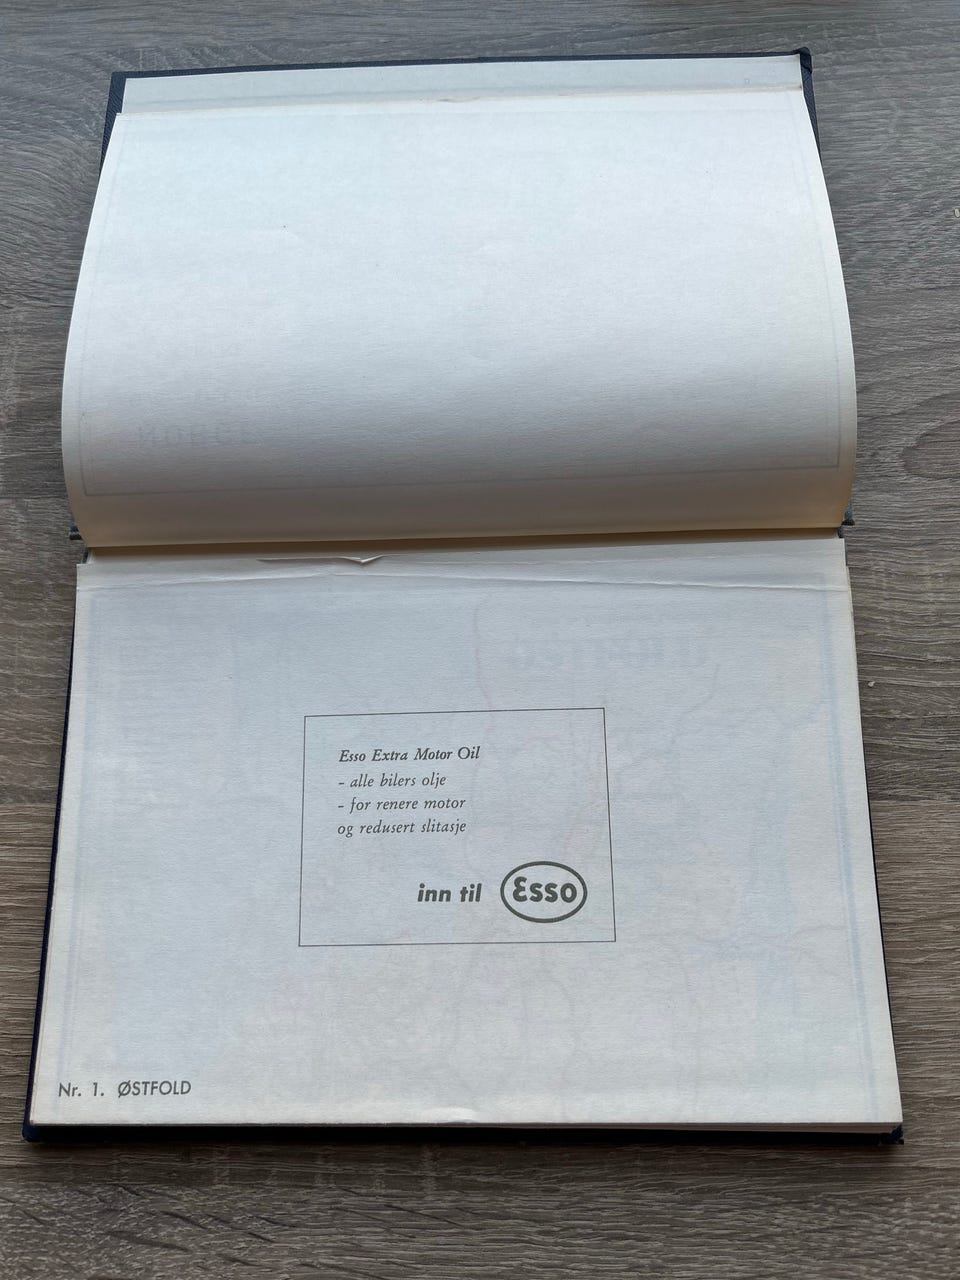 Esso Extra Motor Oil
- alle bilers olje
- for renere motor
og redusert slitasje
inn til Esso
Nr. 1. ØSTFOLD